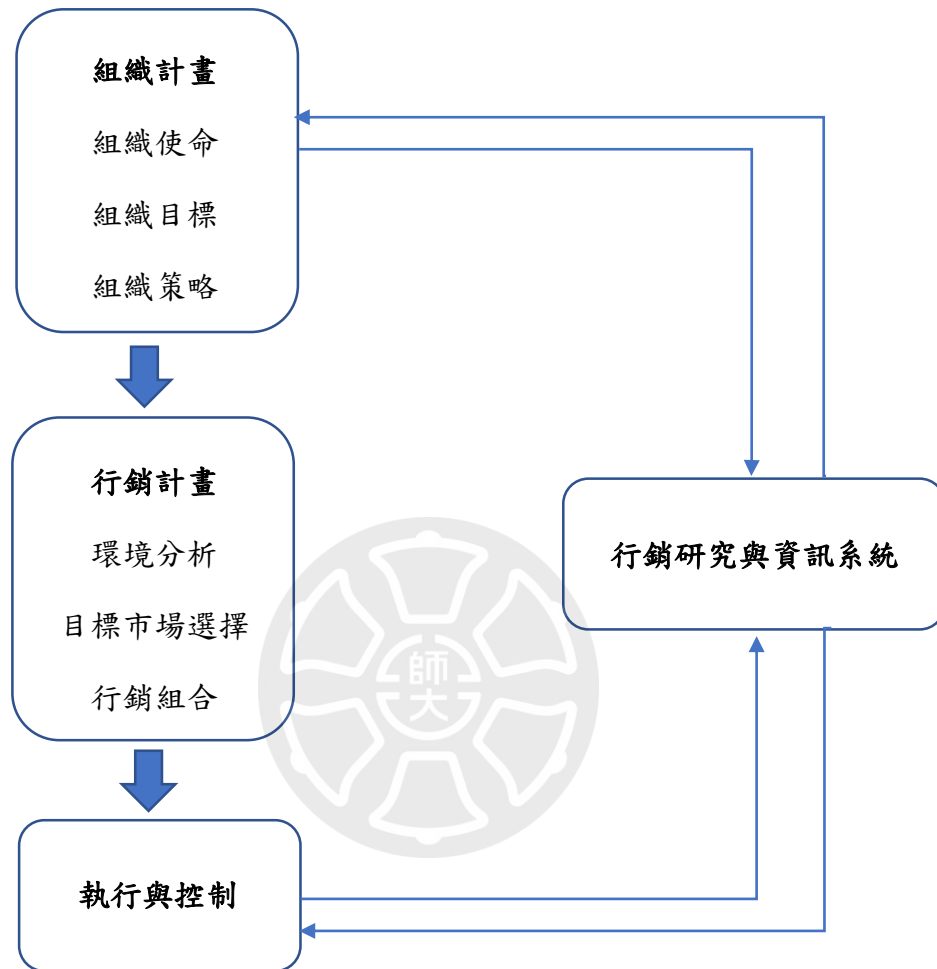 組織計畫
組織使命
組織目標
組織策略
行銷計畫
環境分析
目標市場選擇
行銷組合
行銷研究與資訊系統
師大
執行與控制